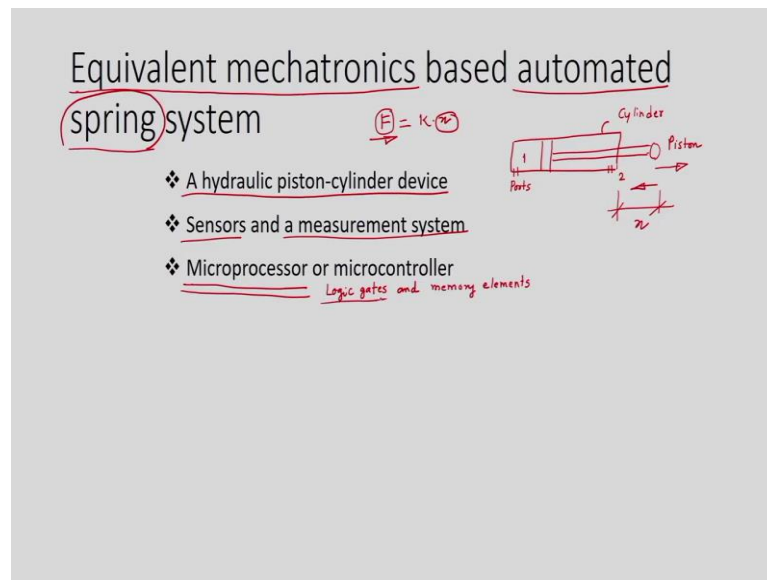 Equivalent mechatronics based automated
spring system
F = K·x
Cylinder
Piston
1
Ports
2
x
❖ A hydraulic piston-cylinder device
❖ Sensors and a measurement system
❖ Microprocessor or microcontroller
Logic gates and memory elements